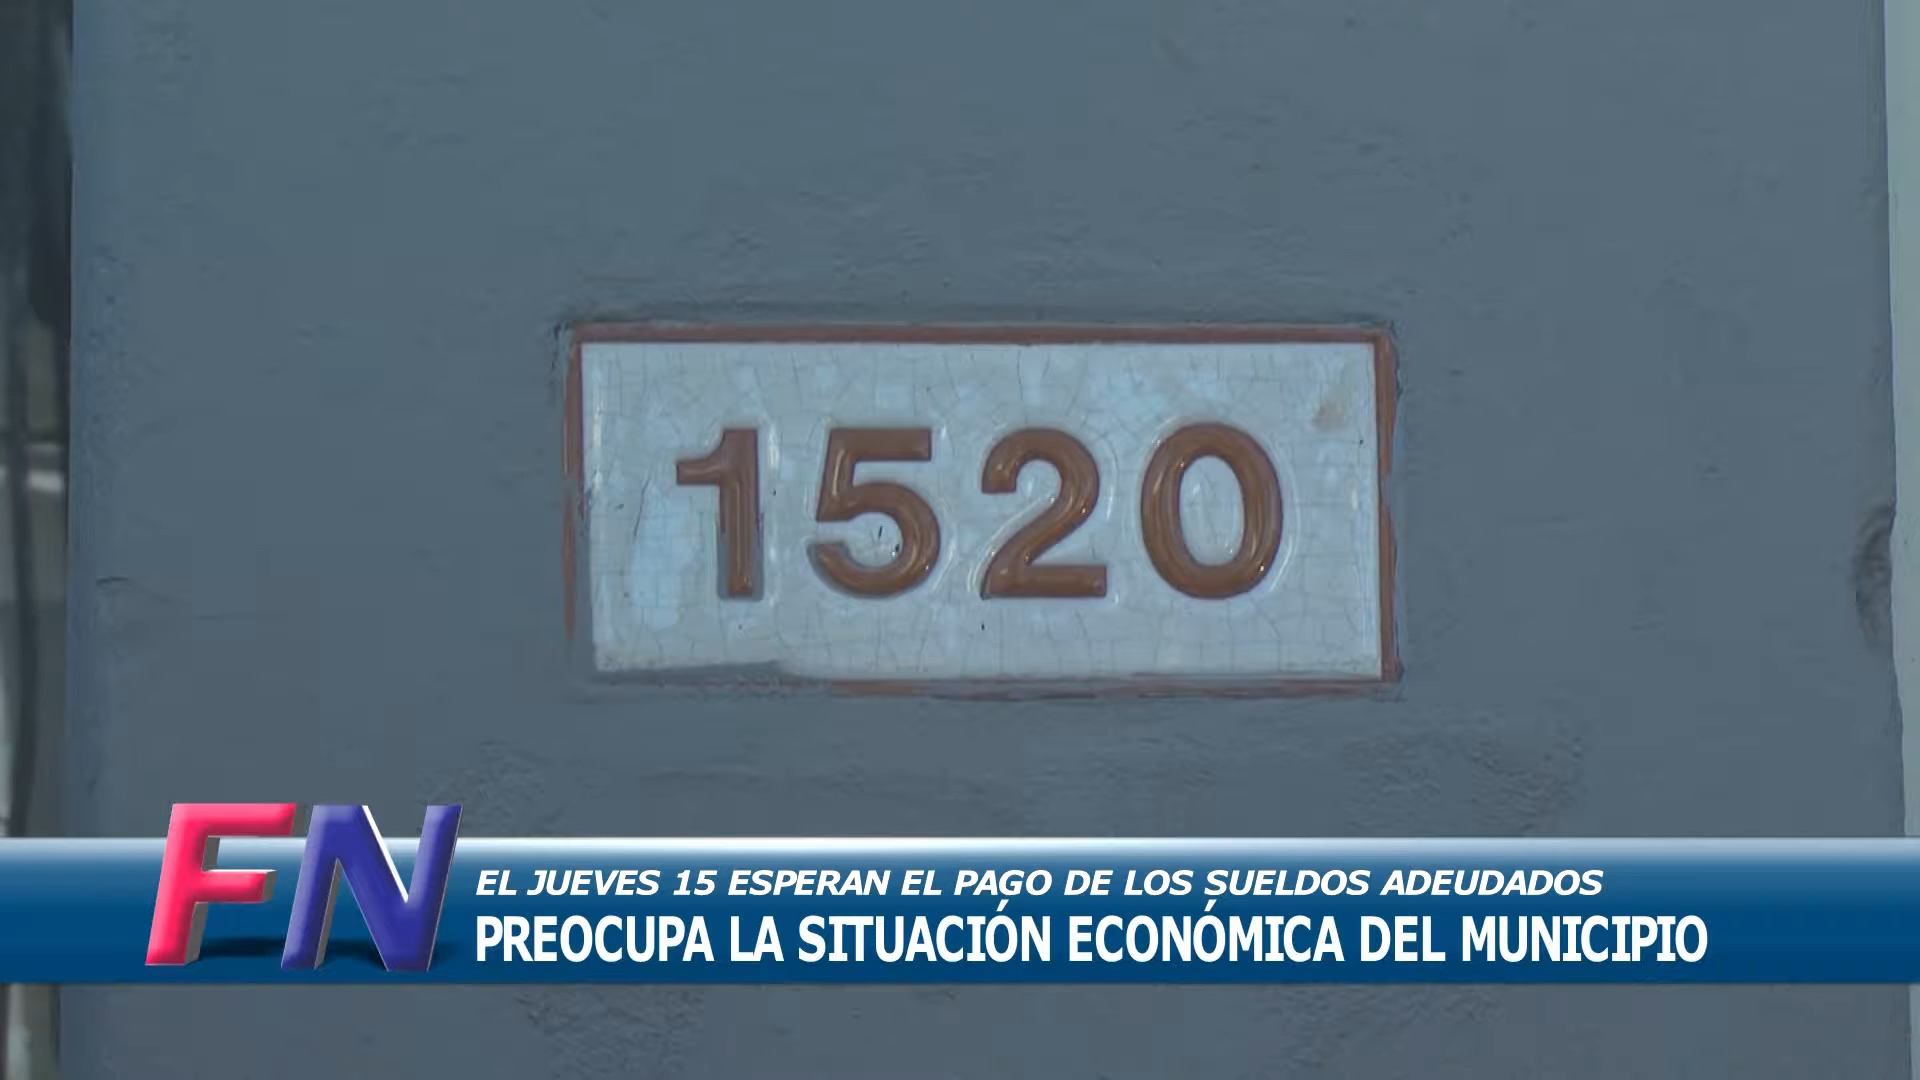 1520
FN
EL JUEVES 15 ESPERAN EL PAGO DE LOS SUELDOS ADEUDADOS
PREOCUPA LA SITUACIÓN ECONÓMICA DEL MUNICIPIO